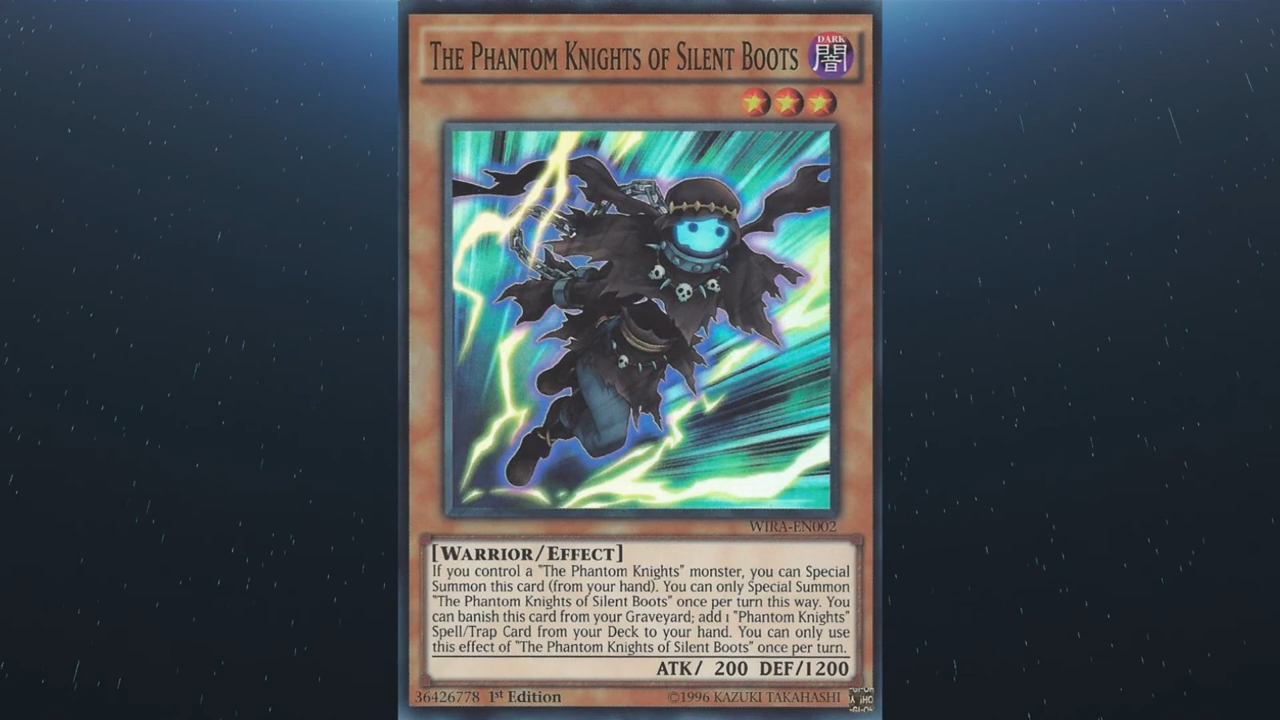 THE PHANTOM KNIGHTS OF SILENT BOOTS
DARK
闇
WIRA-EN002
[WARRIOR/EFFECT]
If you control a "The Phantom Knights" monster, you can Special
Summon this card (from your hand). You can only Special Summon
"The Phantom Knights of Silent Boots" once per turn this way. You
can banish this card from your Graveyard; add 1 "Phantom Knights"
Spell/Trap Card from your Deck to your hand. You can only use
this effect of "The Phantom Knights of Silent Boots" once per turn.
ATK/ 200 DEF/1200
36426778 1st Edition ©1996 KAZUKI TAKAHASHI